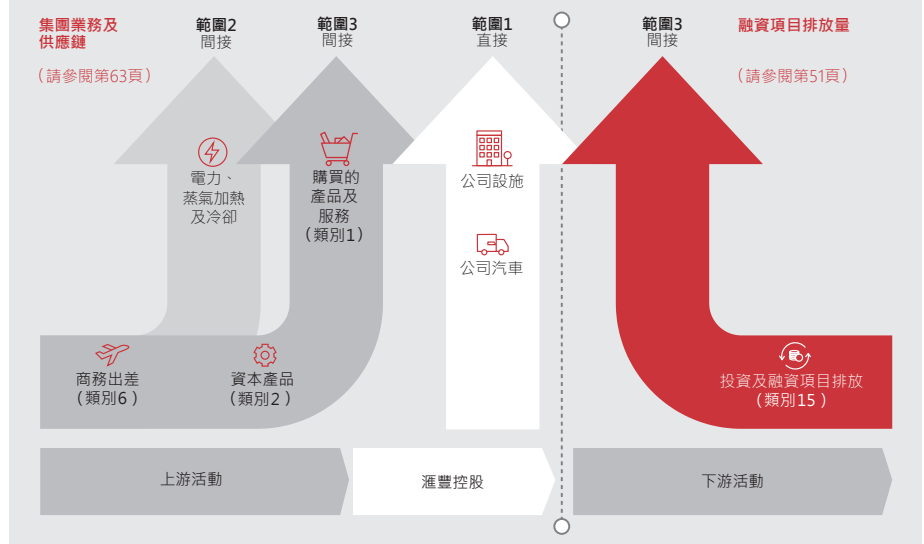 集團業務及
供應鏈
（請參閱第63頁）
範圍2
間接
範圍3
間接
範圍1
直接
範圍3
間接
融資項目排放量
（請參閱第51頁）
電力、
蒸氣加熱
及冷卻
購買的
產品及
服務
（類別1）
公司設施
公司汽車
商務出差
（類別6）
資本產品
（類別2）
投資及融資項目排放
（類別15）
上游活動
滙豐控股
下游活動